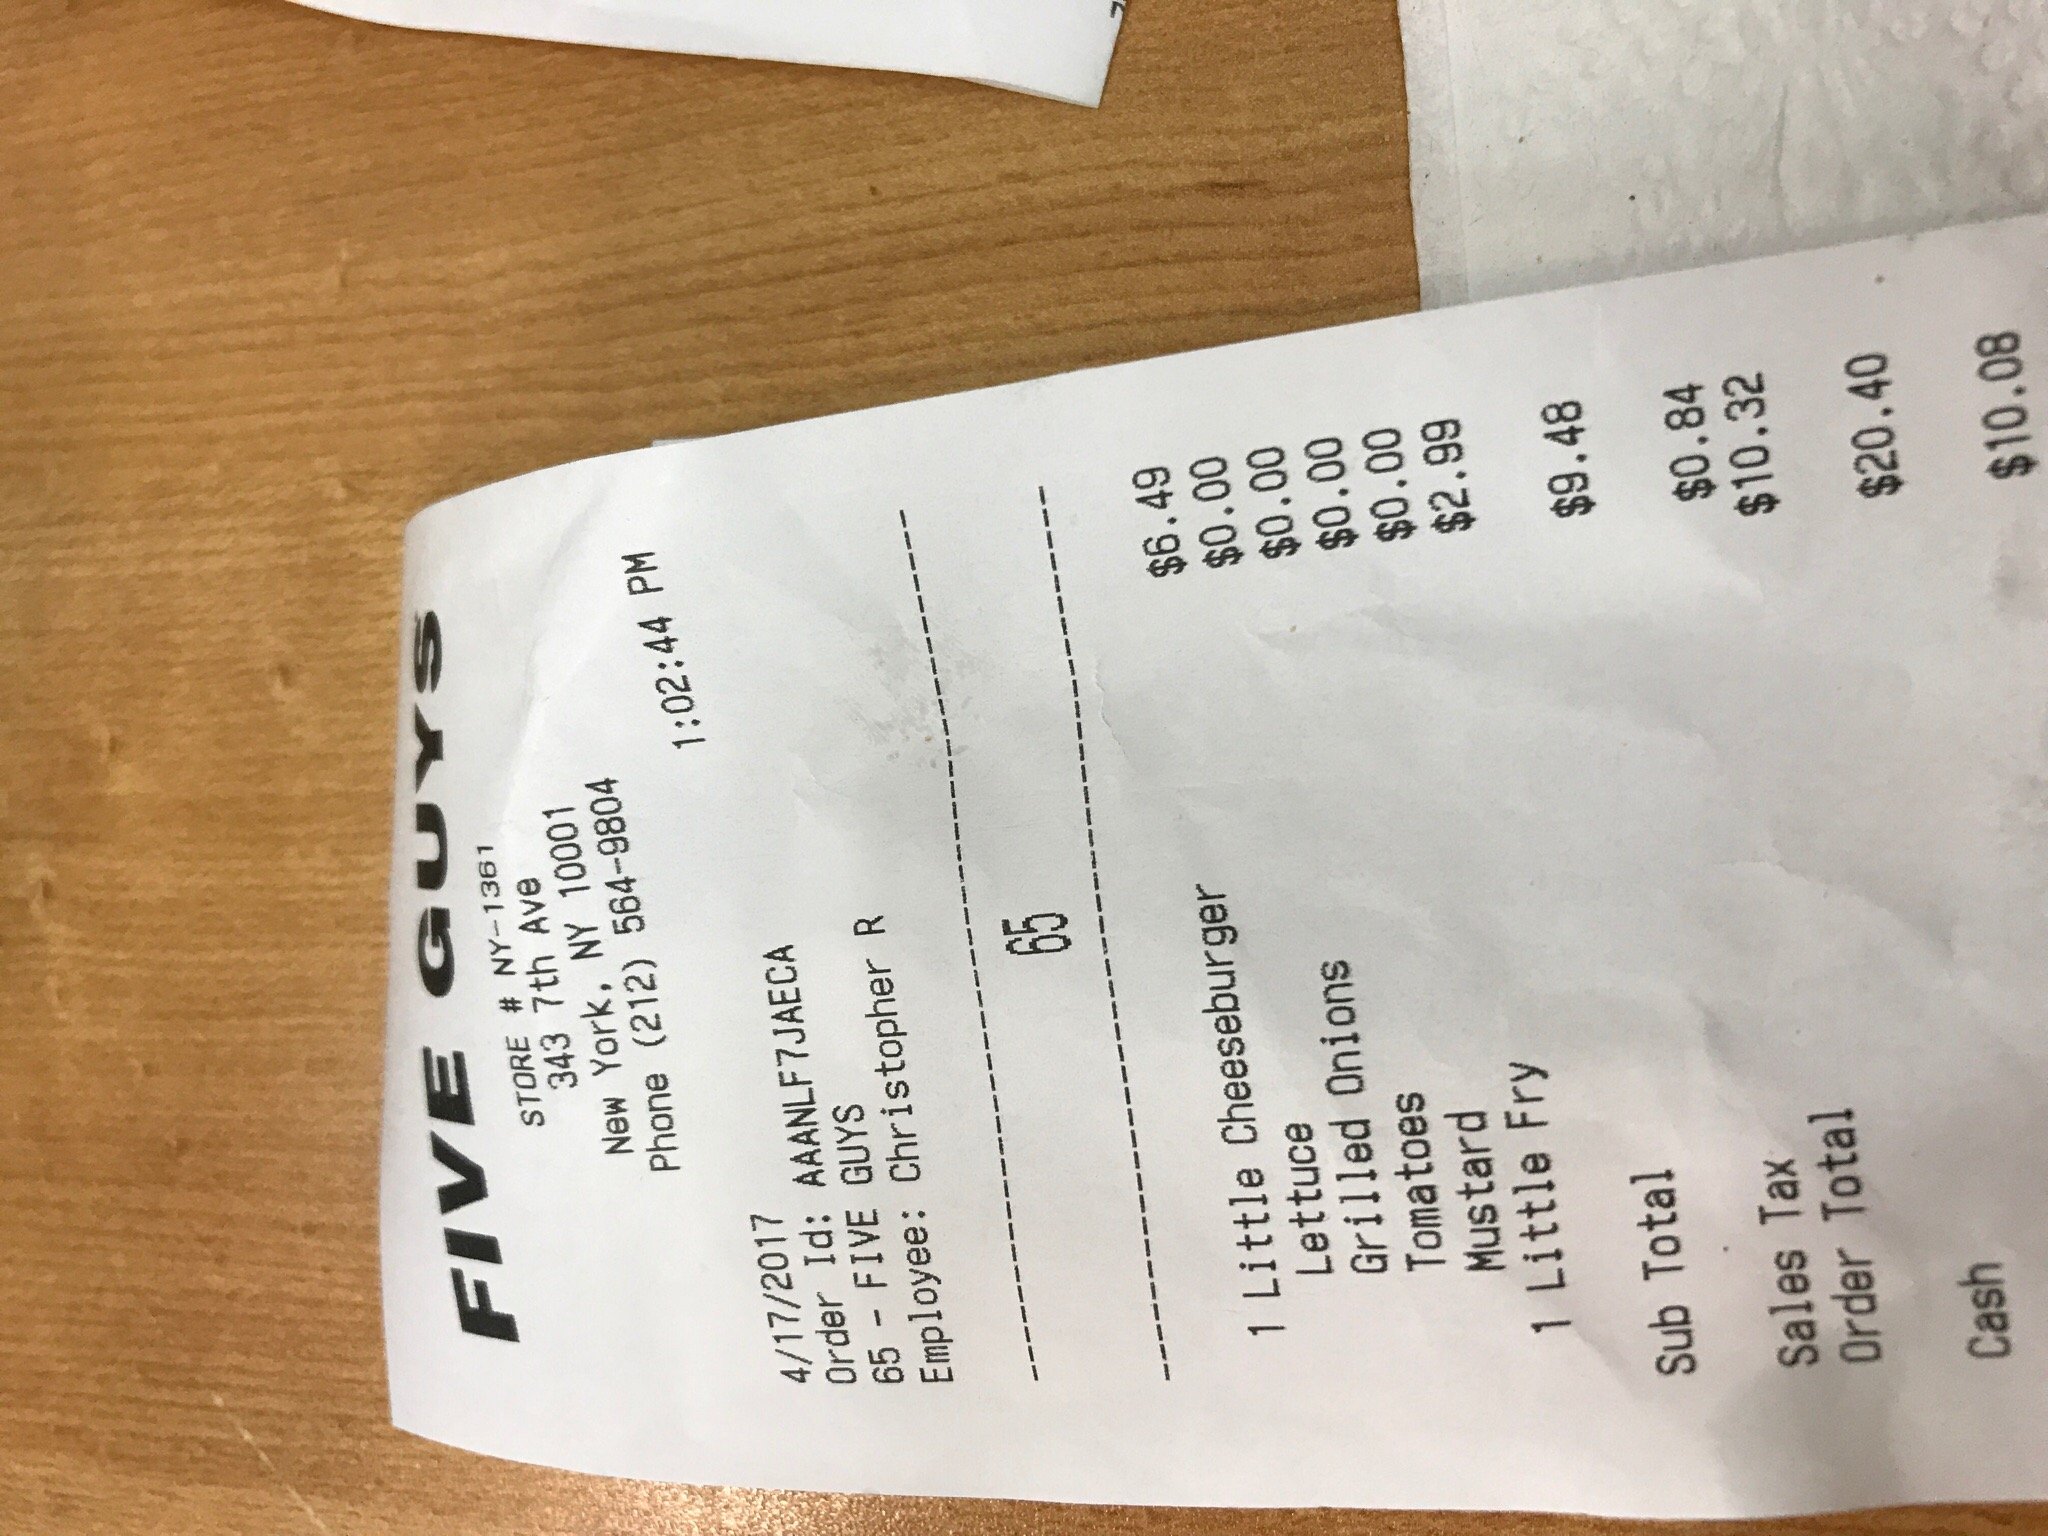 FIVE GUYS
STORE # NY-1361
343 7th Ave
New York, NY 10001
Phone (212) 564-9804
1:02:44 PM
4/17/2017
Order Id: AAANLF7JAECA
65 - FIVE GUYS
Employee: Christopher R
65
1 Little Cheeseburger $6.49
Lettuce $0.00
Grilled Onions $0.00
Tomatoes $0.00
Mustard $0.00
1 Little Fry $2.99
Sub Total $9.48
Sales Tax $0.84
Order Total $10.32
Cash $20.40
$10.08